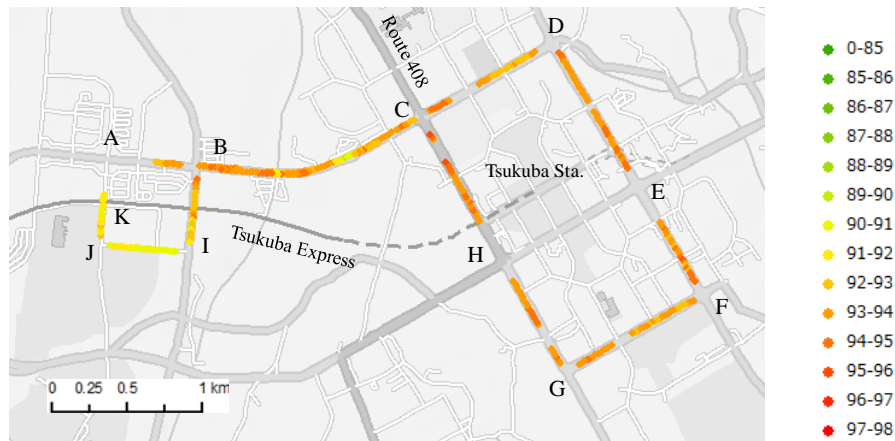 D
Route 408
C
A
B
Tsukuba Sta.
E
K
J
I
Tsukuba Express
H
F
G
0 0.25 0.5 1 km
0-85
85-86
86-87
87-88
88-89
89-90
90-91
91-92
92-93
93-94
94-95
95-96
96-97
97-98